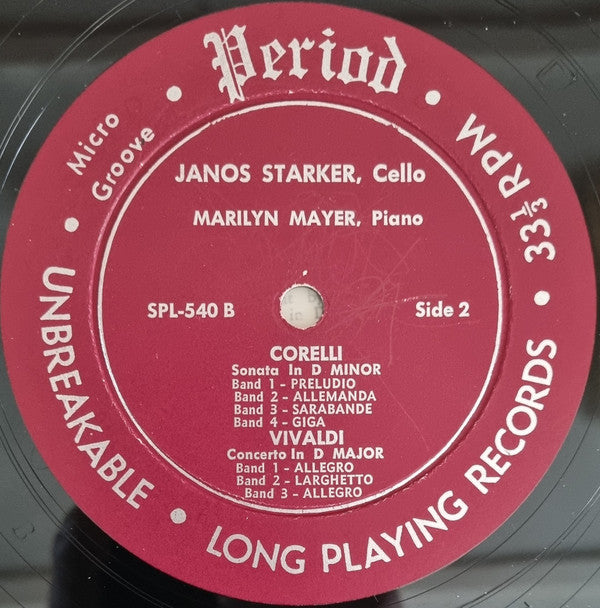 Period
Micro
Groove
33 1/3 RPM
UNBREAKABLE
LONG PLAYING RECORDS
JANOS STARKER, Cello
MARILYN MAYER, Piano
SPL-540 B
Side 2
CORELLI
Sonata In D MINOR
Band 1 - PRELUDIO
Band 2 - ALLEMANDA
Band 3 - SARABANDE
Band 4 - GIGA
VIVALDI
Concerto In D MAJOR
Band 1 - ALLEGRO
Band 2 - LARGHETTO
Band 3 - ALLEGRO